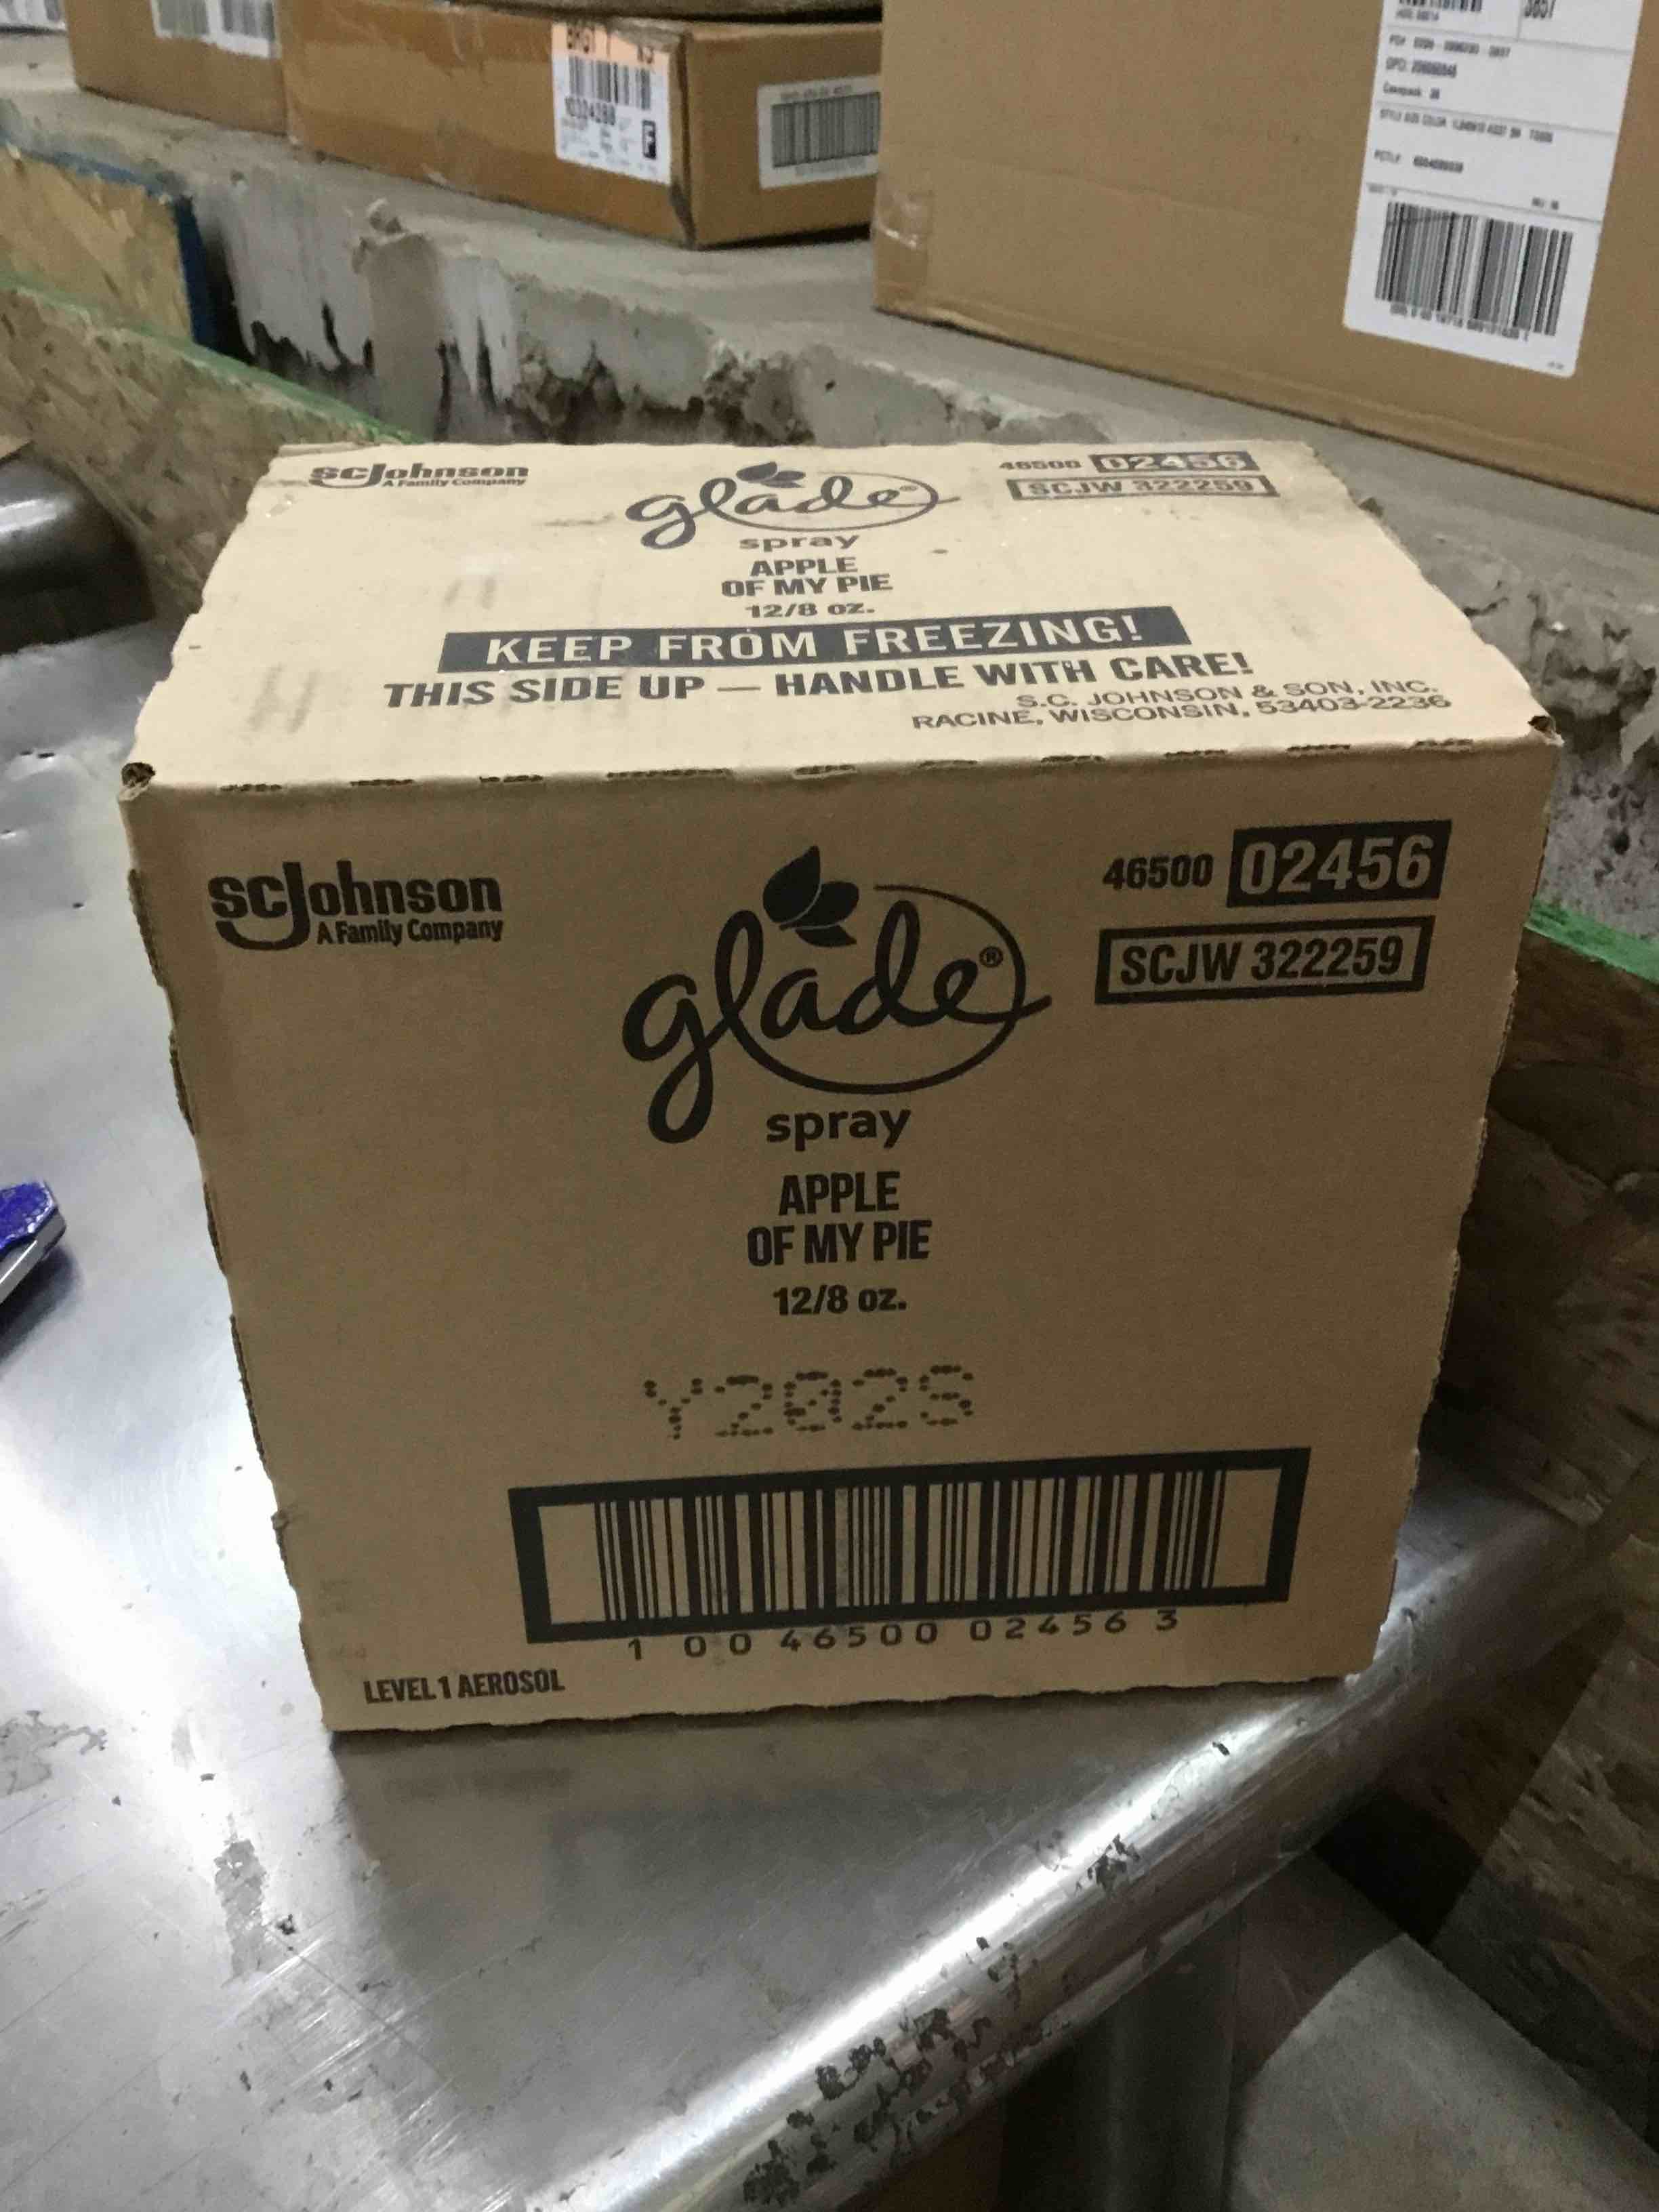 3857
F
scJohnson
A Family Company
glade
spray
APPLE
OF MY PIE
12/8 oz.
46500 02456
SCJW 322259
KEEP FROM FREEZING!
THIS SIDE UP — HANDLE WITH CARE!
S.C. JOHNSON & SON, INC.
RACINE, WISCONSIN, 53403-2236
scJohnson
A Family Company
glade®
spray
APPLE
OF MY PIE
12/8 oz.
46500 02456
SCJW 322259
Y2025
1 00 46500 02456 3
LEVEL 1 AEROSOL